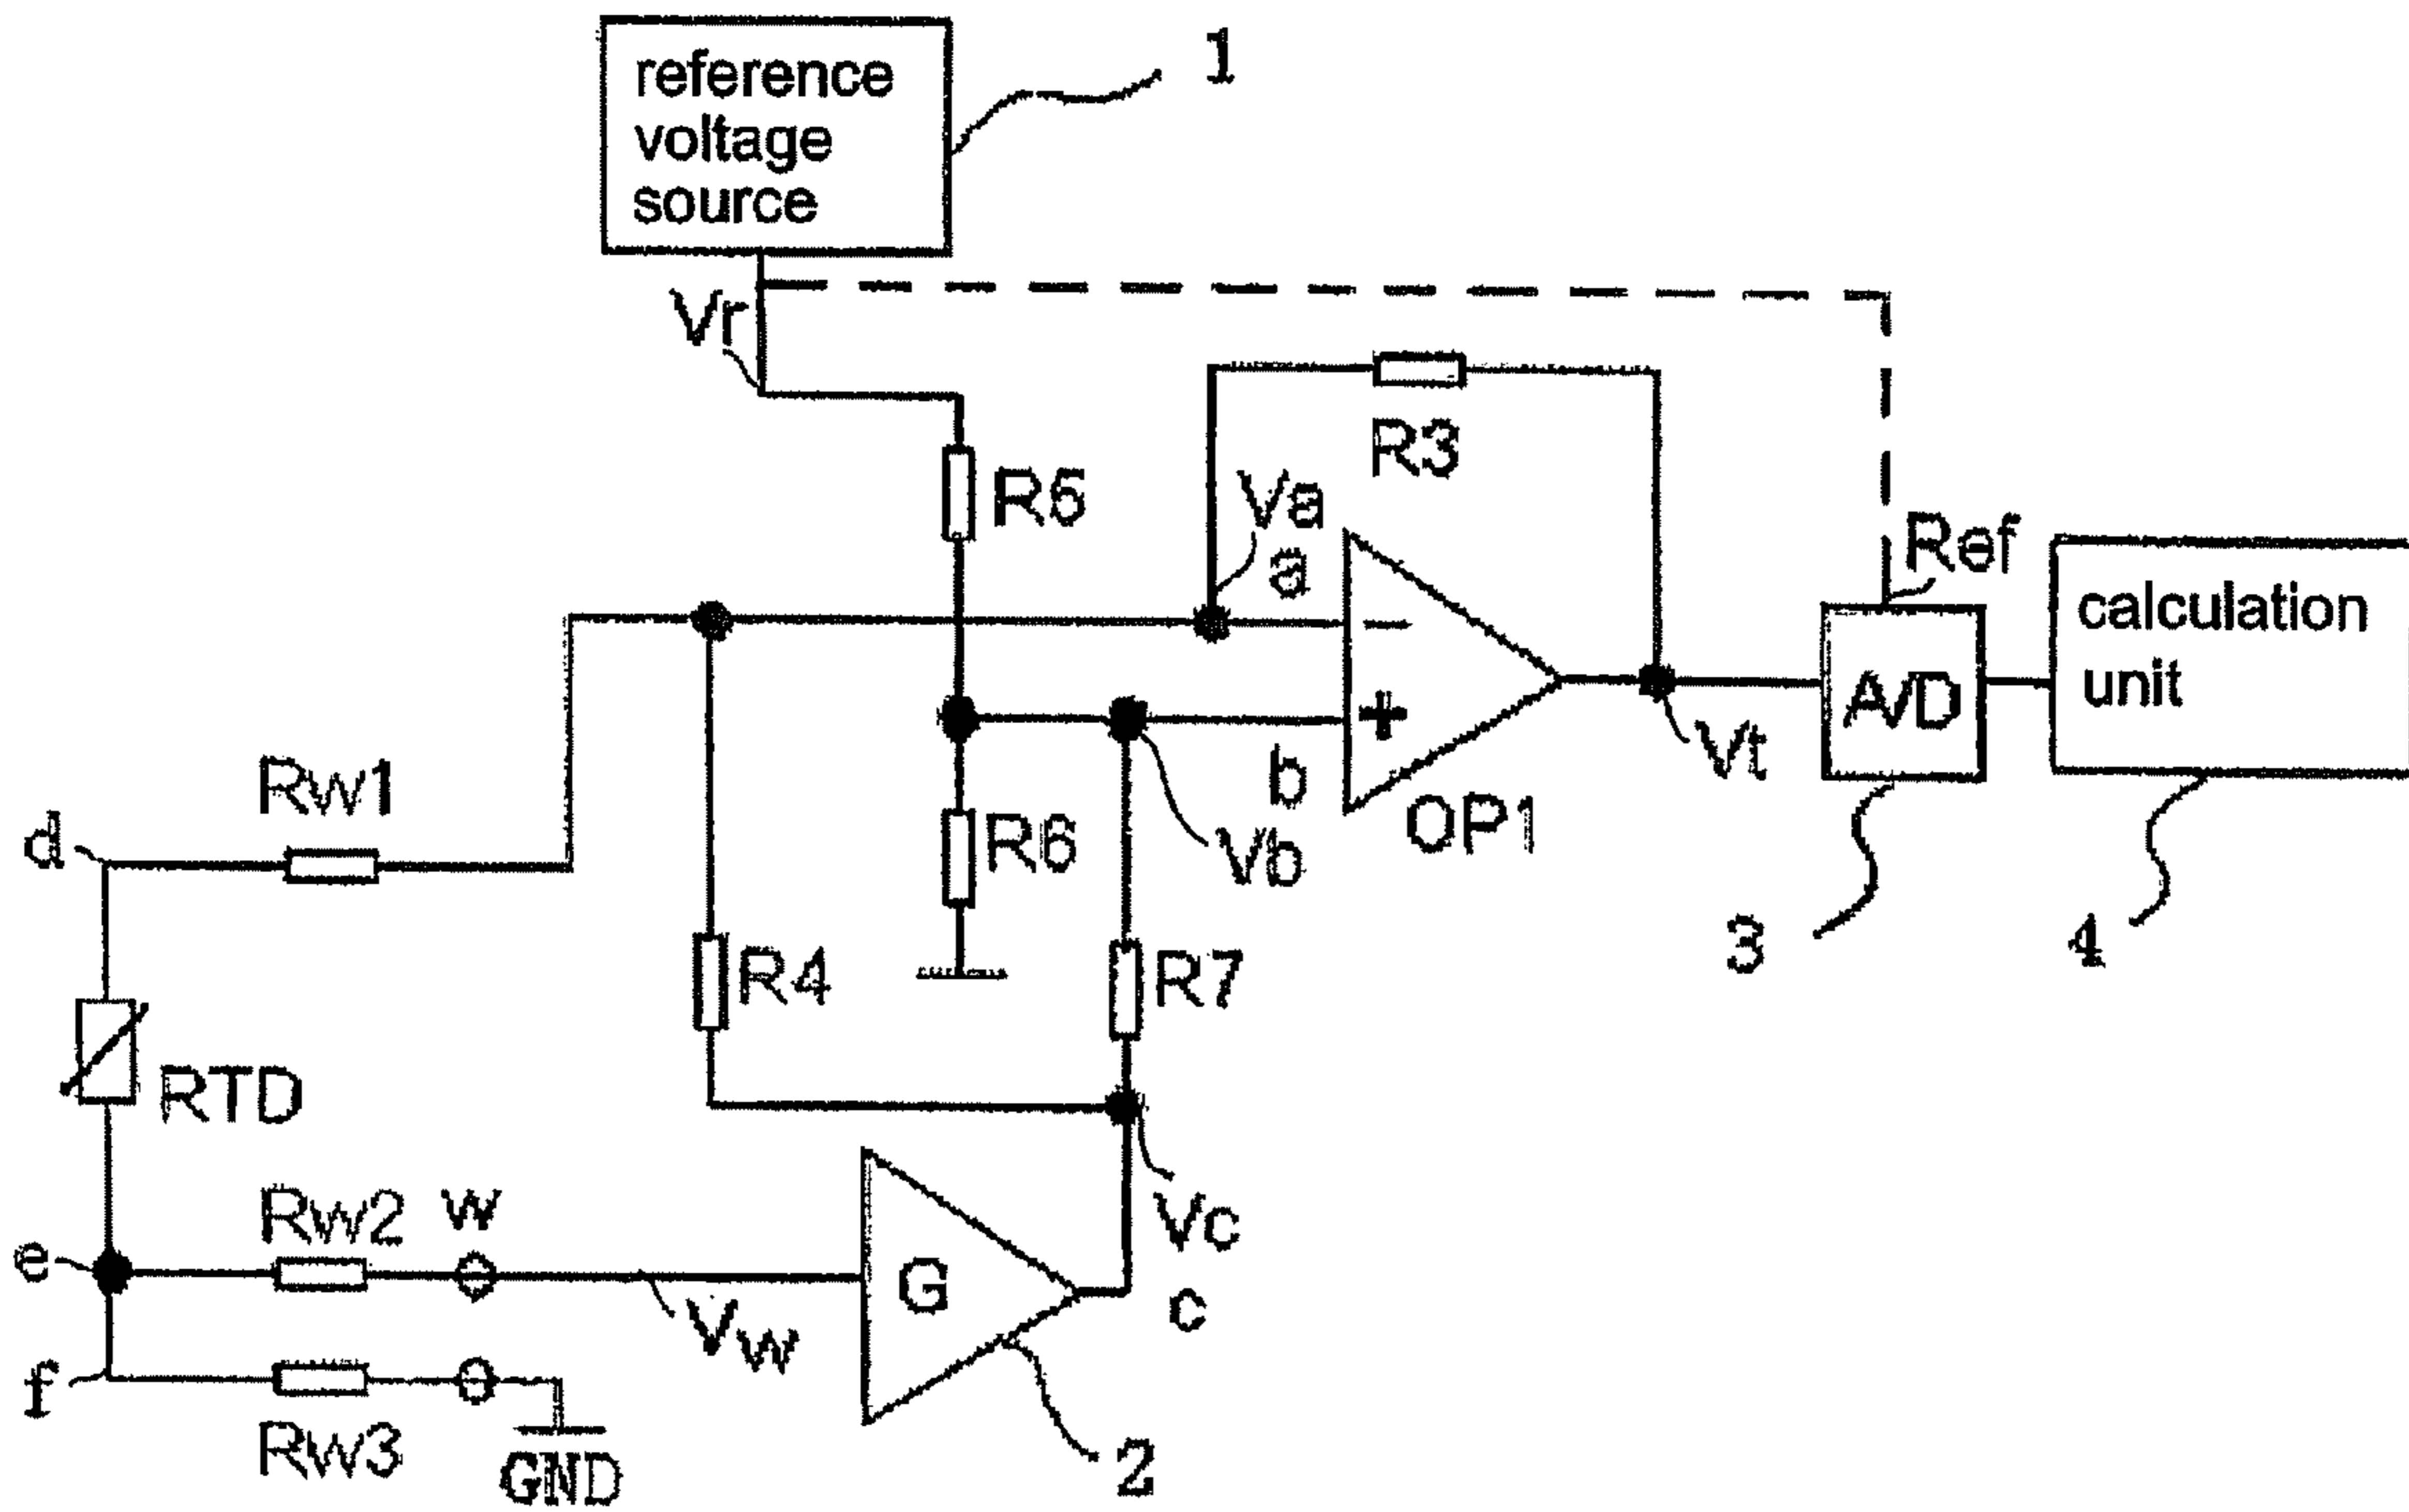 reference
voltage
source
1
Vr
R3
R5
Va
a
Ref
calculation
unit
A/D
Rw1
d
b
OP1
Vt
R6
Vb
3
4
R4
R7
RTD
Rw2
w
Vc
e
G
Vw
c
f
Rw3
GND
2